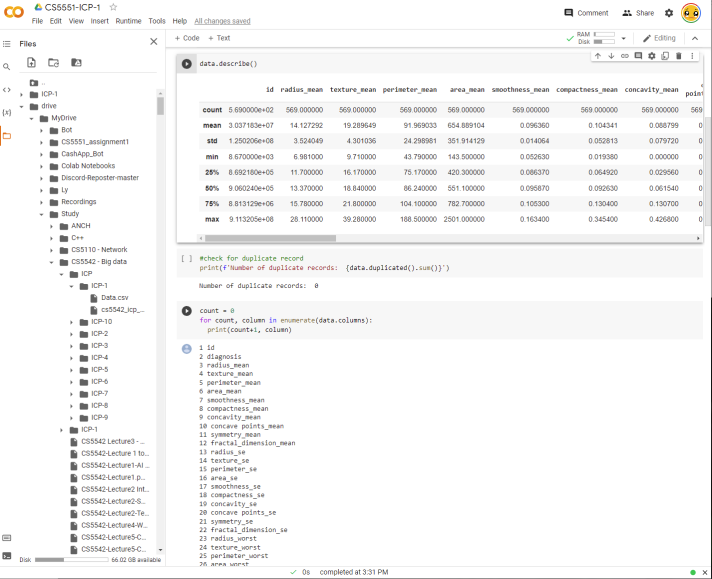 CS5551-ICP-1
File Edit View Insert Runtime Tools Help All changes saved
Comment Share
+ Code + Text
RAM
Disk
Editing
Files
..
ICP-1
drive
MyDrive
Bot
CS5551_assignment1
CashApp_Bot
Colab Notebooks
Discord-Reposter-master
Ly
Recordings
Study
ANCH
C++
CS5110 - Network
CS5542 - Big data
ICP
ICP-1
Data.csv
cs5542_icp_...
ICP-10
ICP-2
ICP-3
ICP-4
ICP-5
ICP-6
ICP-7
ICP-8
ICP-9
ICP-1
CS5542-Lecture3 - ...
CS5542-Lecture 1 to...
CS5542-Lecture1-AI ...
CS5542-Lecture1.p...
CS5542-Lecture2 Int...
CS5542-Lecture2-S...
CS5542-Lecture2-Te...
CS5542-Lecture4-W...
CS5542-Lecture5-C...
CS5542-Lecture5-C...
Disk 66.02 GB available
data.describe()
id radius_mean texture_mean perimeter_mean area_mean smoothness_mean compactness_mean concavity_mean
count 5.690000e+02 569.000000 569.000000 569.000000 569.000000 569.000000 569.000000 569.000000 569
mean 3.037183e+07 14.127292 19.289649 91.969033 654.889104 0.096360 0.104341 0.088799 0
std 1.250206e+08 3.524049 4.301036 24.298981 351.914129 0.014064 0.052813 0.079720 0
min 8.670000e+03 6.981000 9.710000 43.790000 143.500000 0.052630 0.019380 0.000000 0
25% 8.692180e+05 11.700000 16.170000 75.170000 420.300000 0.086370 0.064920 0.029560 0
50% 9.060240e+05 13.370000 18.840000 86.240000 551.100000 0.095870 0.092630 0.061540 0
75% 8.813129e+06 15.780000 21.800000 104.100000 782.700000 0.105300 0.130400 0.130700 0
max 9.113205e+08 28.110000 39.280000 188.500000 2501.000000 0.163400 0.345400 0.426800 0
[ ] #check for duplicate record
print(f'Number of duplicate records: {data.duplicated().sum()}')
Number of duplicate records: 0
count = 0
for count, column in enumerate(data.columns):
print(count+1, column)
1 id
2 diagnosis
3 radius_mean
4 texture_mean
5 perimeter_mean
6 area_mean
7 smoothness_mean
8 compactness_mean
9 concavity_mean
10 concave points_mean
11 symmetry_mean
12 fractal_dimension_mean
13 radius_se
14 texture_se
15 perimeter_se
16 area_se
17 smoothness_se
18 compactness_se
19 concavity_se
20 concave points_se
21 symmetry_se
22 fractal_dimension_se
23 radius_worst
24 texture_worst
25 perimeter_worst
26 area_worst
0s completed at 3:31 PM